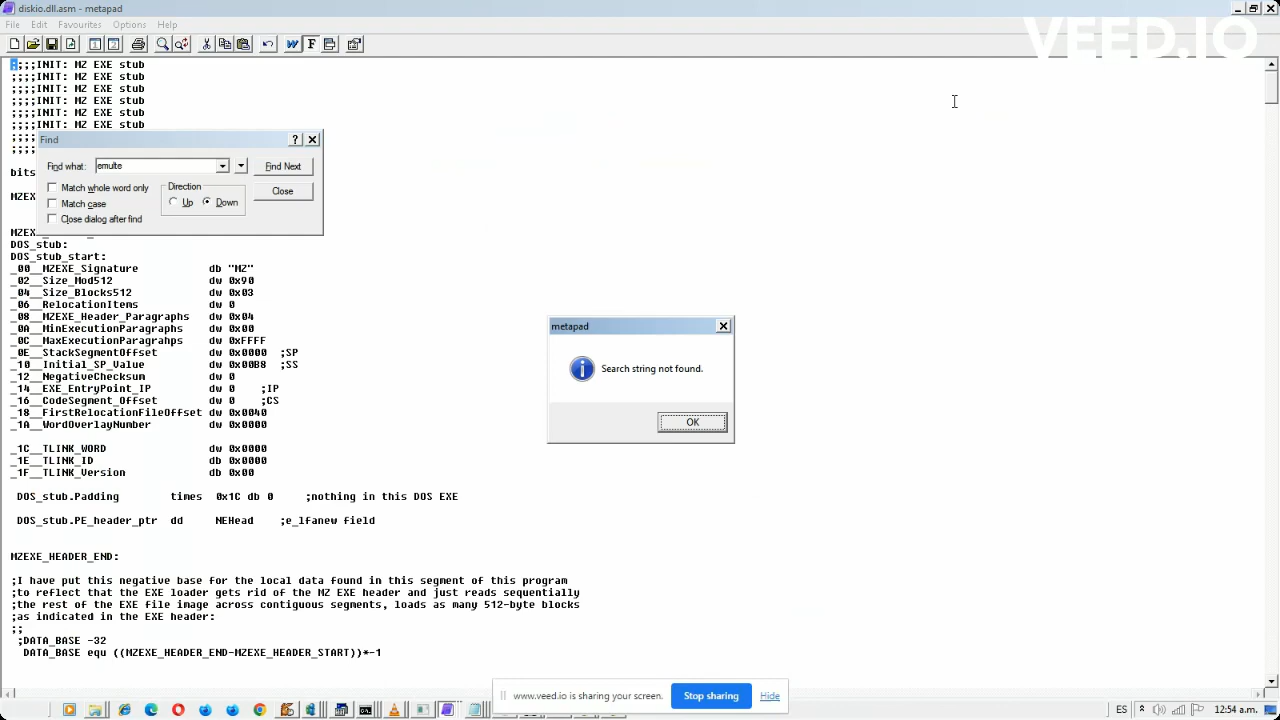 diskio.dll.asm - metapad
File Edit Favourites Options Help
VEED.IO
;;;;INIT: MZ EXE stub
;;;;INIT: MZ EXE stub
;;;;INIT: MZ EXE stub
;;;;INIT: MZ EXE stub
;;;;INIT: MZ EXE stub
;;;;INIT: MZ EXE stub
;;;;
;;;;
bits
MZEX
MZEX
Find
Find what: emulte Find Next
Match whole word only
Direction
Up Down
Close
Match case
Close dialog after find
DOS_stub:
DOS_stub_start:
_00__MZEXE_Signature db "MZ"
_02__Size_Mod512 dw 0x90
_04__Size_Blocks512 dw 0x03
_06__RelocationItems dw 0
_08__MZEXE_Header_Paragraphs dw 0x04
_0A__MinExecutionParagraphs dw 0x00
_0C__MaxExecutionParagrahps dw 0xFFFF
_0E__StackSegmentOffset dw 0x0000 ;SP
_10__Initial_SP_Value dw 0x00B8 ;SS
_12__NegativeChecksum dw 0
_14__EXE_EntryPoint_IP dw 0 ;IP
_16__CodeSegment_Offset dw 0 ;CS
_18__FirstRelocationFileOffset dw 0x0040
_1A__WordOverlayNumber dw 0x0000
_1C__TLINK_WORD dw 0x0000
_1E__TLINK_ID db 0x0000
_1F__TLINK_Version db 0x00
DOS_stub.Padding times 0x1C db 0 ;nothing in this DOS EXE
DOS_stub.PE_header_ptr dd NEHead ;e_lfanew field
MZEXE_HEADER_END:
;I have put this negative base for the local data found in this segment of this program
;to reflect that the EXE loader gets rid of the MZ EXE header and just reads sequentially
;the rest of the EXE file image across contiguous segments, loads as many 512-byte blocks
;as indicated in the EXE header:
;;
;DATA_BASE -32
DATA_BASE equ ((MZEXE_HEADER_END-MZEXE_HEADER_START))*-1
metapad
Search string not found.
OK
www.veed.io is sharing your screen. Stop sharing Hide
ES 12:54 a.m.